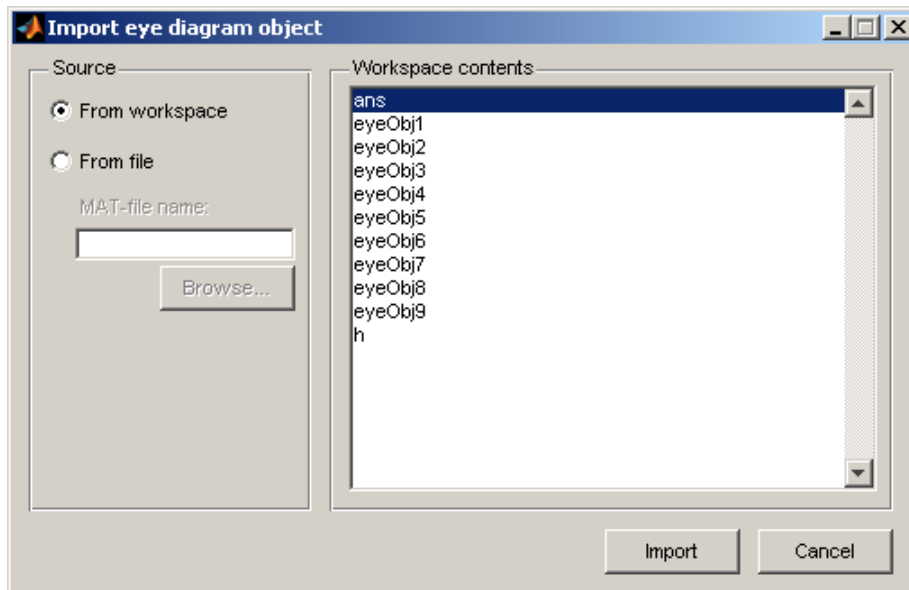 Import eye diagram object
Source
From workspace
From file
MAT-file name:
Browse...
Workspace contents
ans
eyeObj1
eyeObj2
eyeObj3
eyeObj4
eyeObj5
eyeObj6
eyeObj7
eyeObj8
eyeObj9
h
Import
Cancel